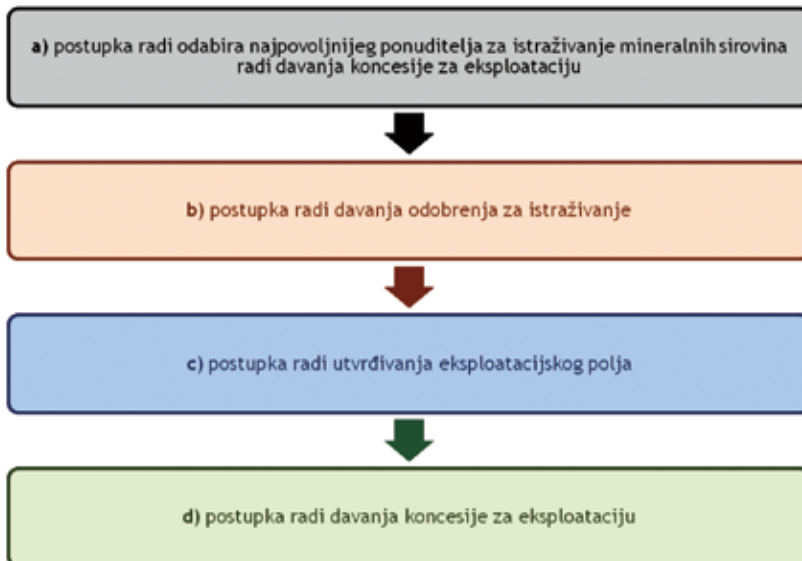 a) postupka radi odabira najpovoljnijeg ponuditelja za istraživanje mineralnih sirovina
radi davanja koncesije za eksploataciju
b) postupka radi davanja odobrenja za istraživanje
c) postupka radi utvrđivanja eksploatacijskog polja
d) postupka radi davanja koncesije za eksploataciju